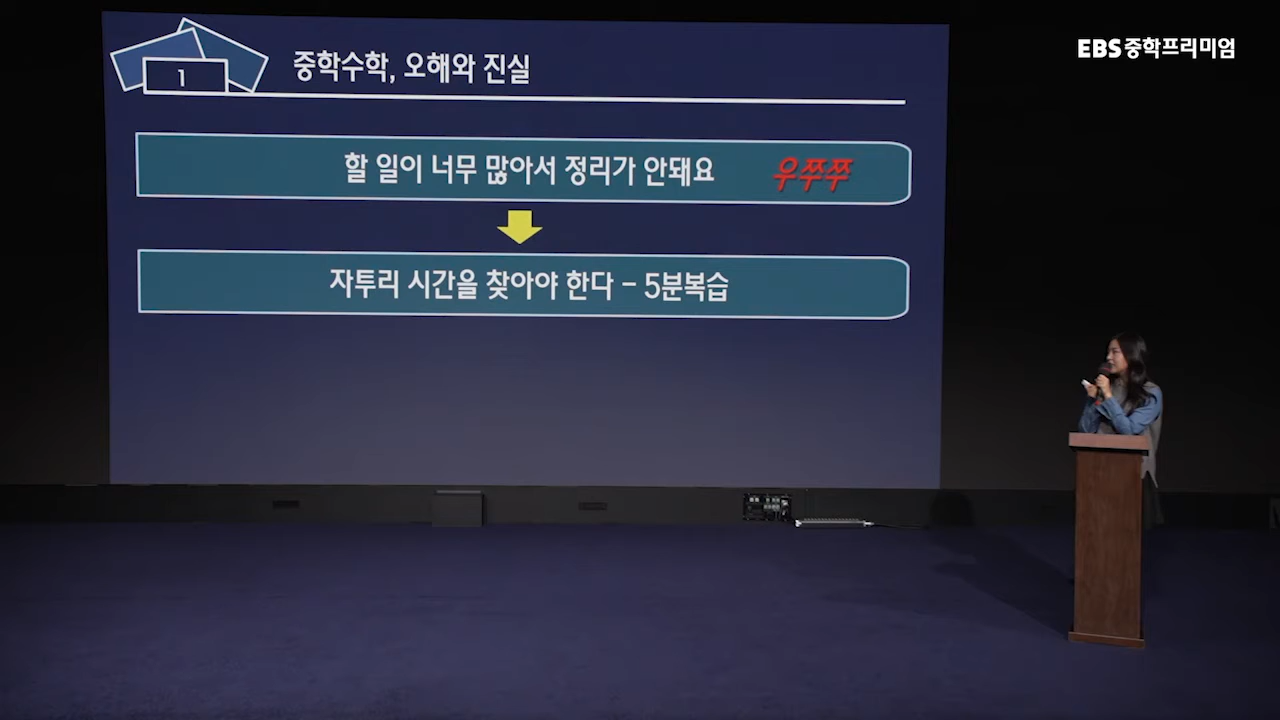 EBS 중학프리미엄
1
중학수학, 오해와 진실
할 일이 너무 많아서 정리가 안돼요 우쭈쭈
자투리 시간을 찾아야 한다 - 5분복습